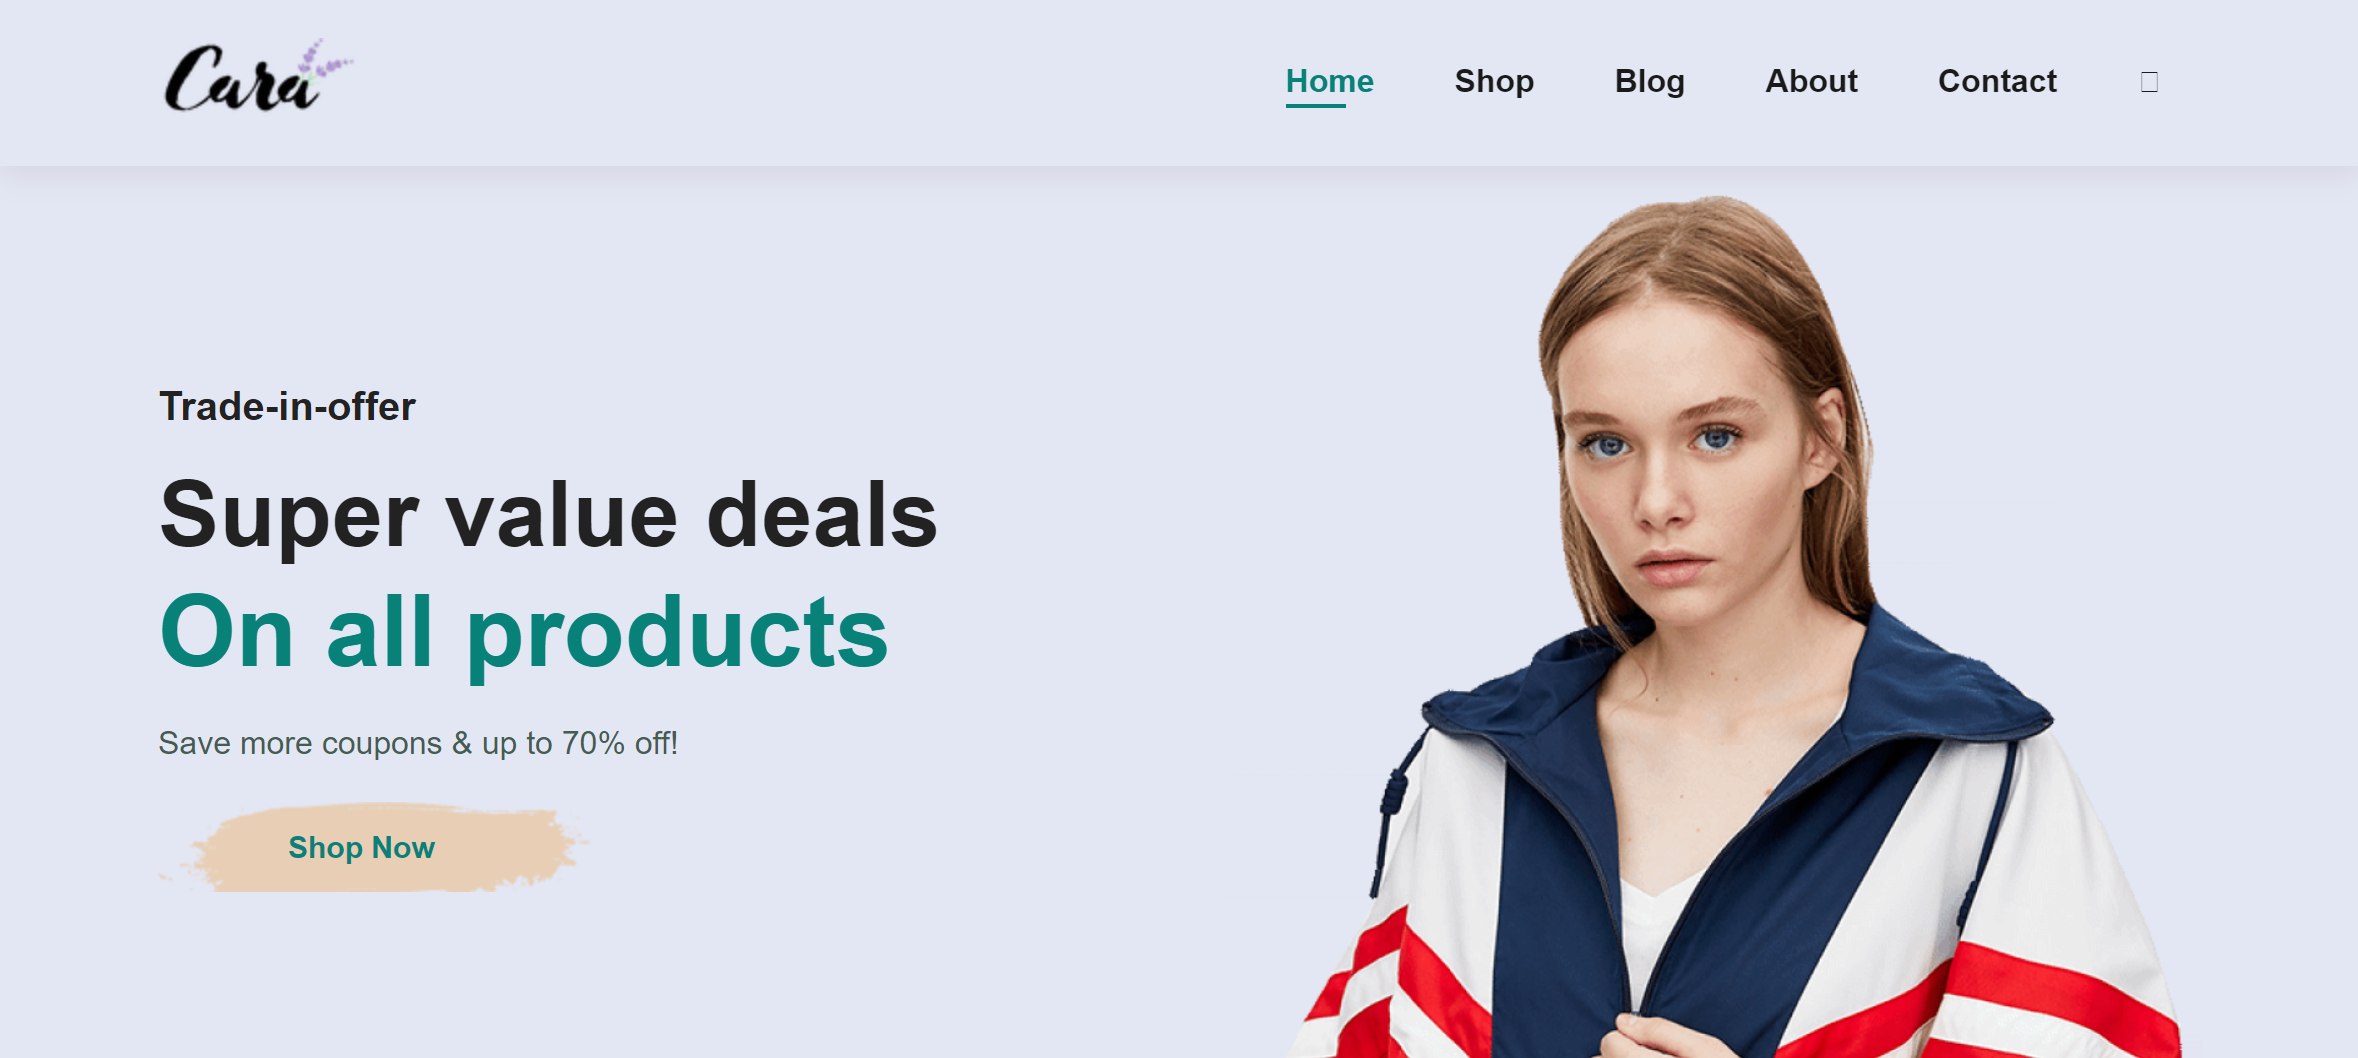 Cara
Home Shop Blog About Contact
Trade-in-offer
Super value deals
On all products
Save more coupons & up to 70% off!
Shop Now